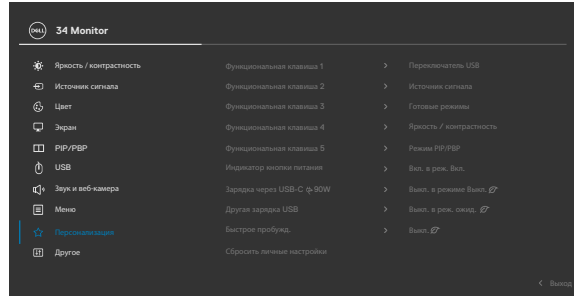 DELL 34 Monitor
Яркость / контрастность Функциональная клавиша 1 > Переключатель USB
Источник сигнала Функциональная клавиша 2 > Источник сигнала
Цвет Функциональная клавиша 3 > Готовые режимы
Экран Функциональная клавиша 4 > Яркость / контрастность
PIP/PBP Функциональная клавиша 5 > Режим PIP/PBP
USB Индикатор кнопки питания > Вкл. в реж. Вкл.
Звук и веб-камера Зарядка через USB-C 90W > Выкл. в режиме Выкл.
Меню Другая зарядка USB > Выкл. в реж. ожид.
Персонализация Быстрое пробужд. > Выкл.
Другое Сбросить личные настройки
< Выход